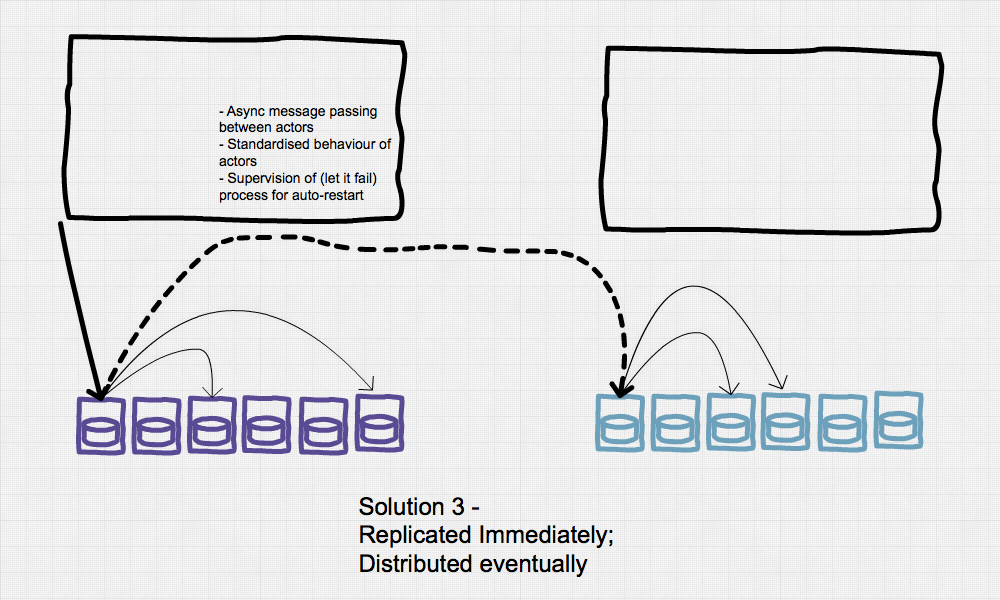 - Async message passing
between actors
- Standardised behaviour of
actors
- Supervision of (let it fail)
process for auto-restart
Solution 3 -
Replicated Immediately;
Distributed eventually